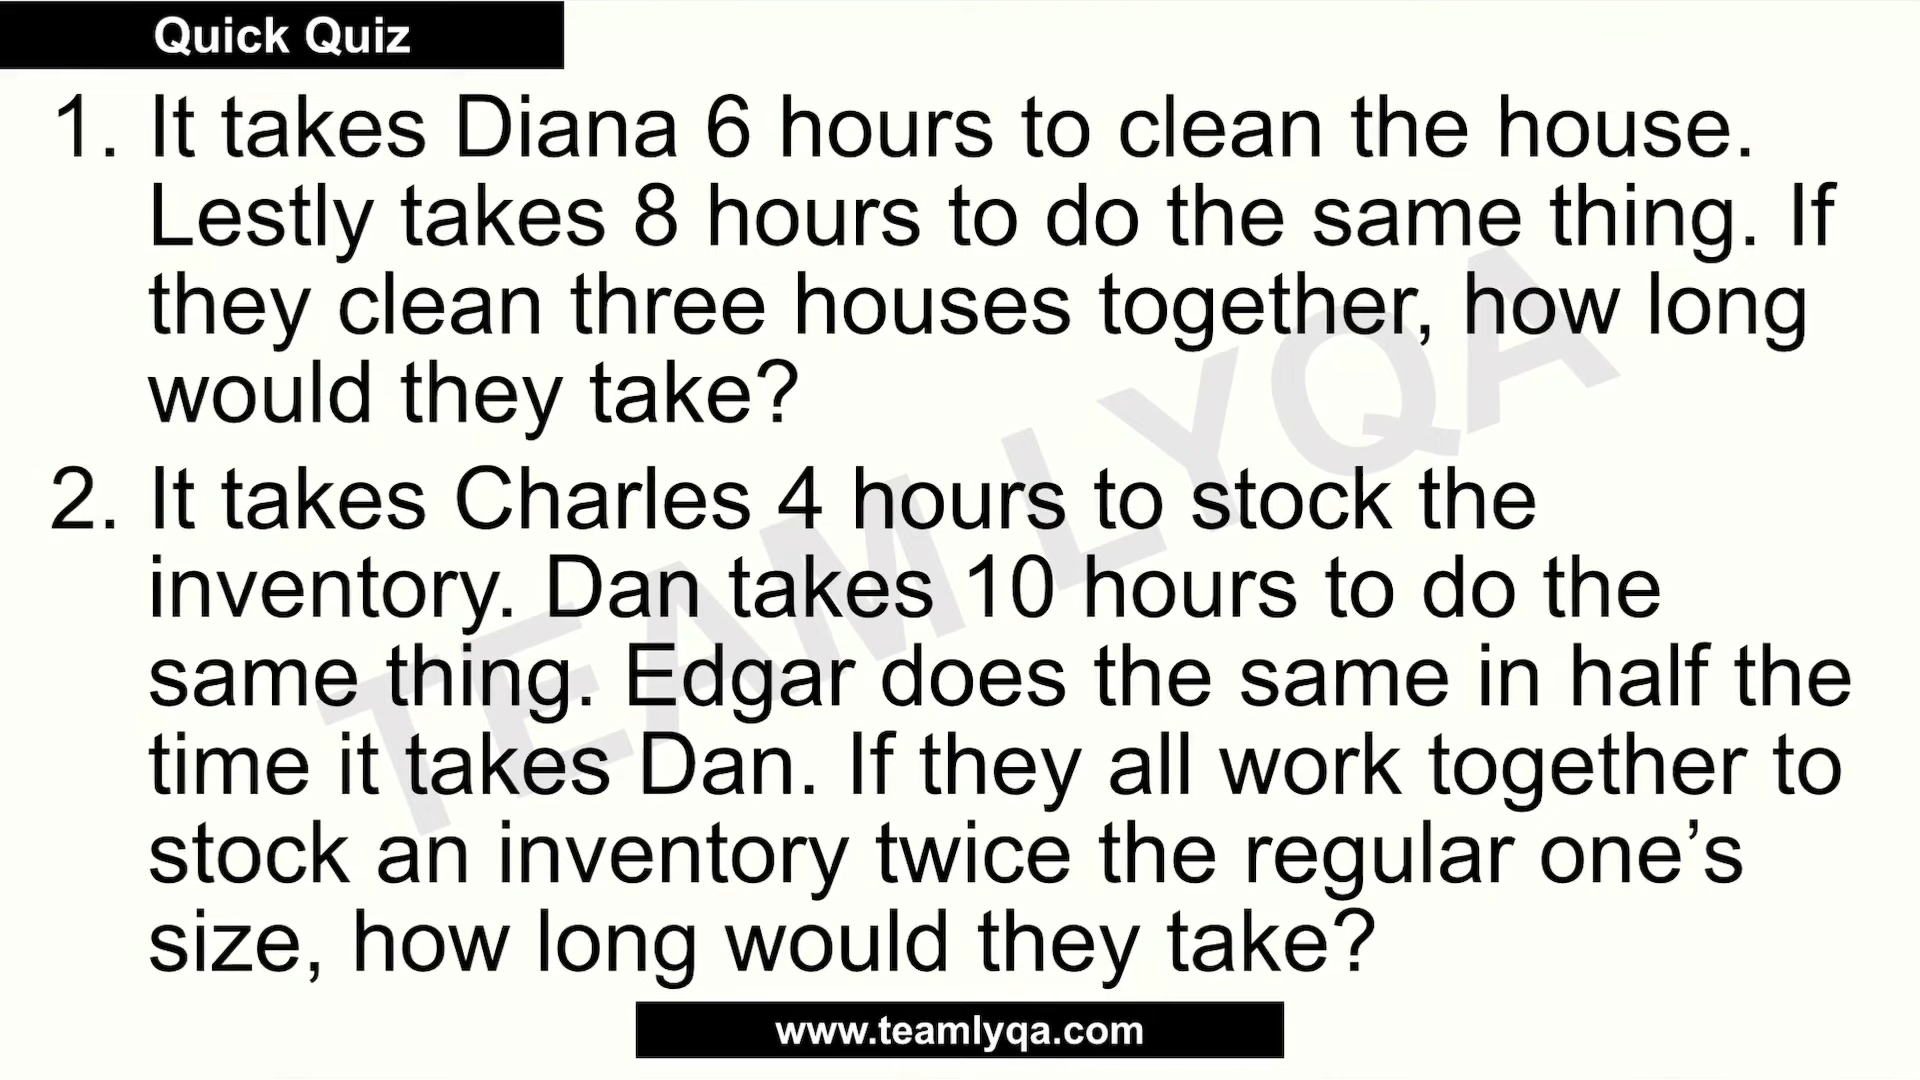 Quick Quiz
1. It takes Diana 6 hours to clean the house.
Lestly takes 8 hours to do the same thing. If
they clean three houses together, how long
would they take?
2. It takes Charles 4 hours to stock the
inventory. Dan takes 10 hours to do the
same thing. Edgar does the same in half the
time it takes Dan. If they all work together to
stock an inventory twice the regular one’s
size, how long would they take?
TEAM LYQA
www.teamlyqa.com